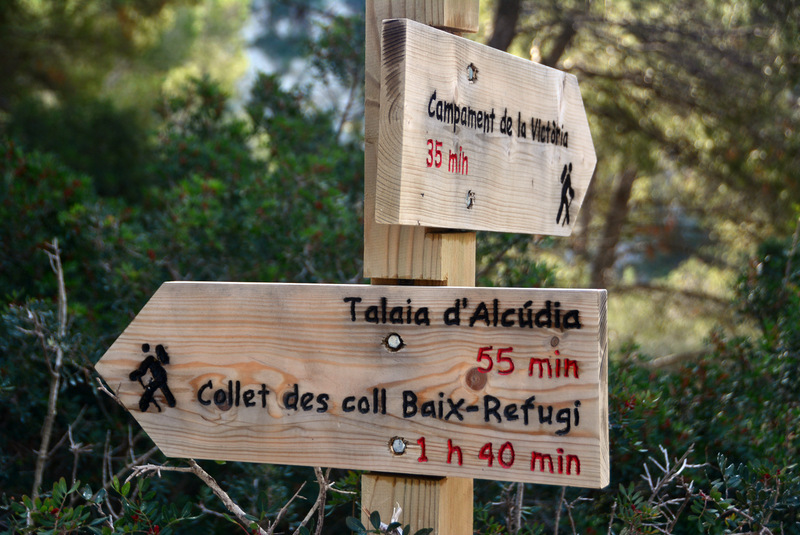 Campament de la Victòria
35 min
Talaia d'Alcúdia
55 min
Collet des coll Baix-Refugi
1 h 40 min